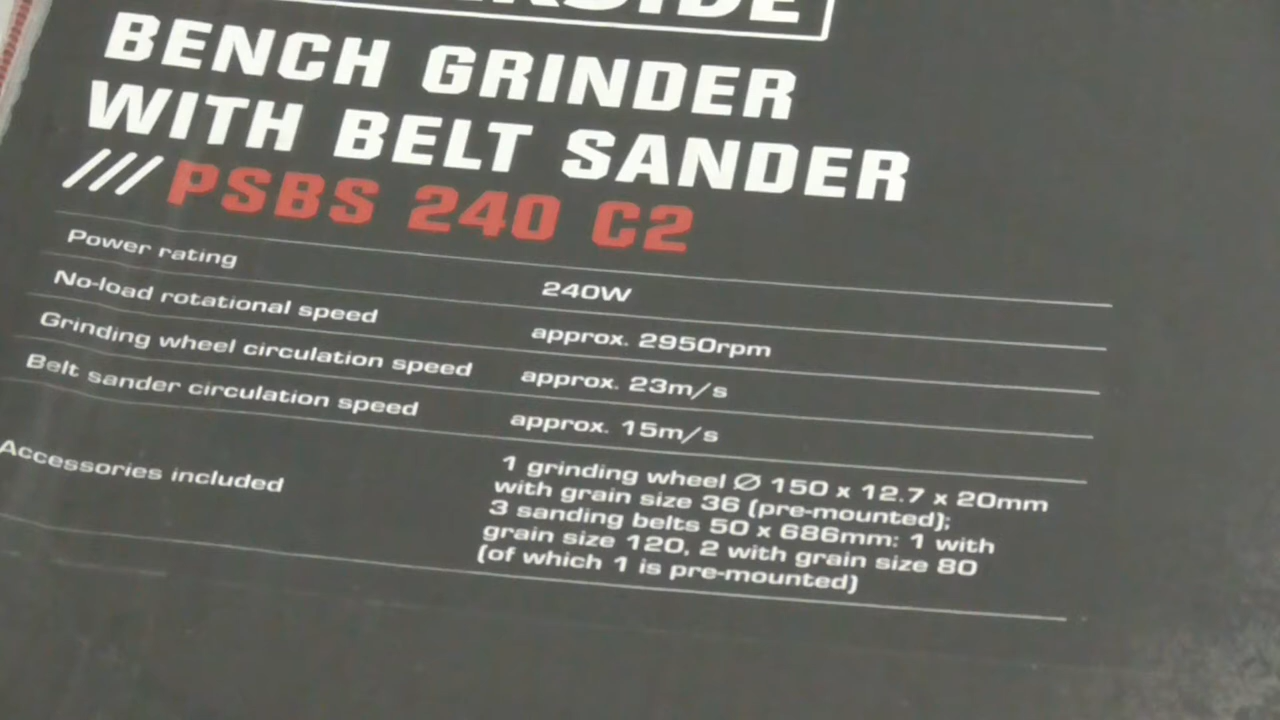 BENCH GRINDER
WITH BELT SANDER
/// PSBS 240 C2
Power rating 240W
No-load rotational speed approx. 2950rpm
Grinding wheel circulation speed approx. 23m/s
Belt sander circulation speed approx. 15m/s
Accessories included 1 grinding wheel Ø 150 x 12.7 x 20mm
with grain size 36 (pre-mounted);
3 sanding belts 50 x 686mm: 1 with
grain size 120, 2 with grain size 80
(of which 1 is pre-mounted)